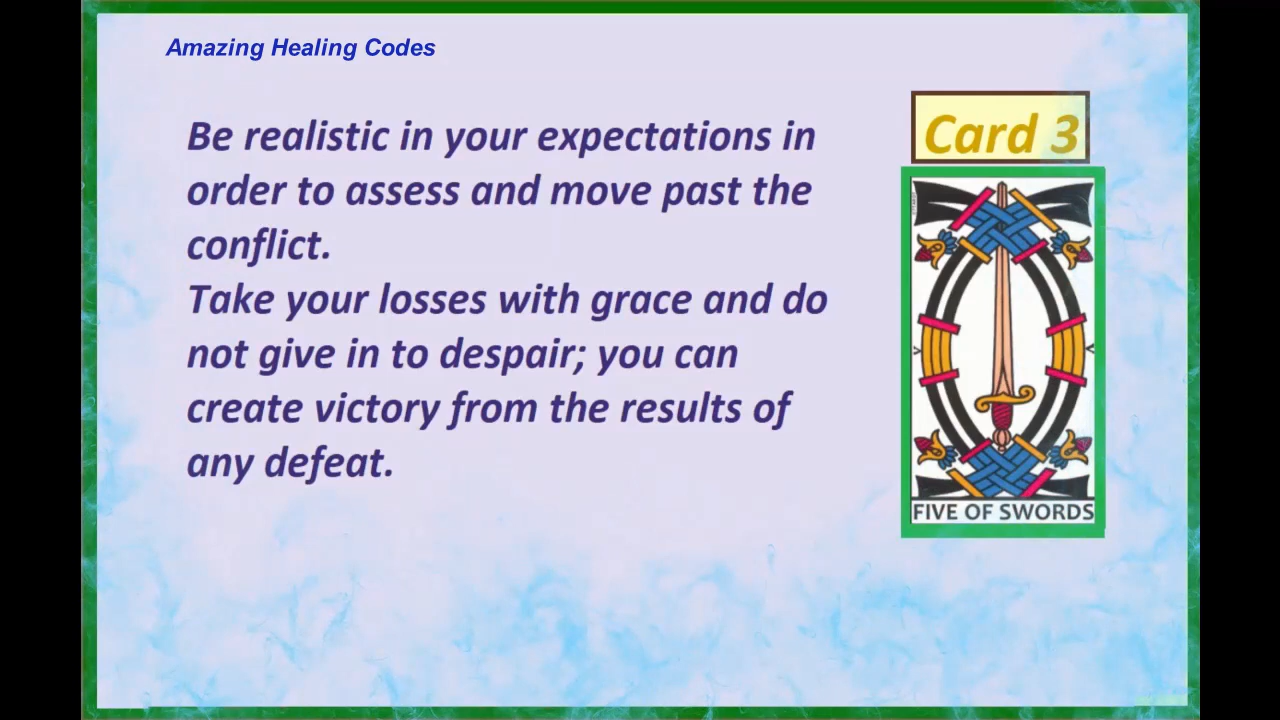 Amazing Healing Codes
Be realistic in your expectations in
order to assess and move past the
conflict.
Take your losses with grace and do
not give in to despair; you can
create victory from the results of
any defeat.
Card 3
V
V
FIVE OF SWORDS